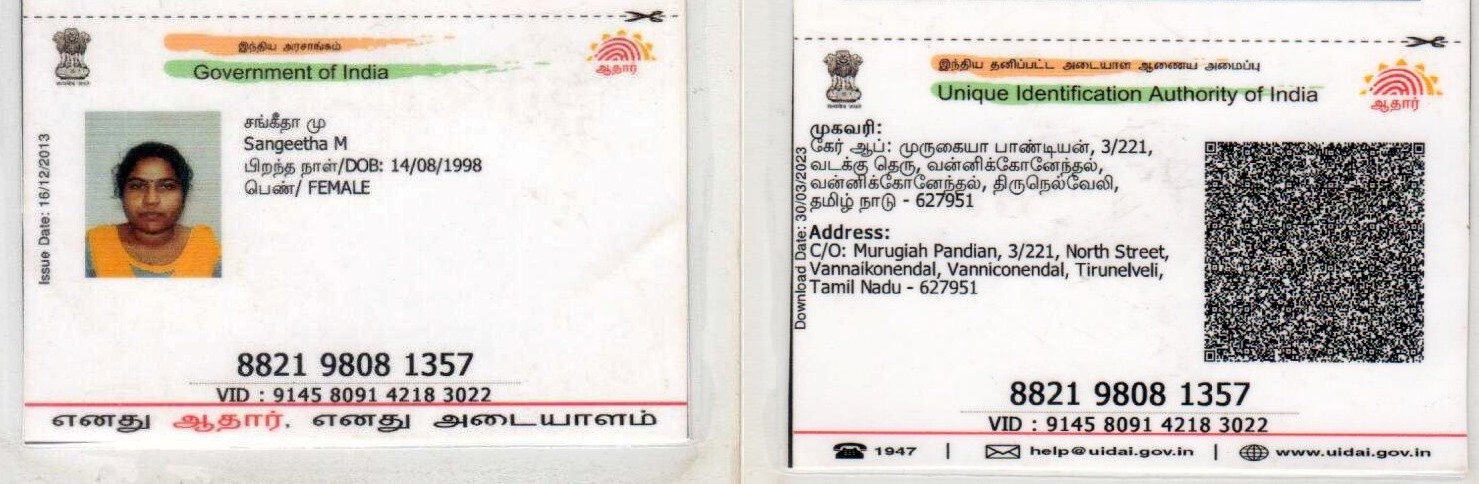 இந்திய அரசாங்கம்
Government of India
ஆதார்
Issue Date: 16/12/2013
சங்கீதா மு
Sangeetha M
பிறந்த நாள்/DOB: 14/08/1998
பெண்/ FEMALE
8821 9808 1357
VID : 9145 8091 4218 3022
எனது ஆதார், எனது அடையாளம்
இந்திய தனிப்பட்ட அடையாள ஆணைய அமைப்பு
Unique Identification Authority of India
ஆதார்
Download Date: 30/03/2023
முகவரி:
கேர் ஆப்: முருகையா பாண்டியன், 3/221,
வடக்கு தெரு, வன்னிக்கோனேந்தல்,
வன்னிக்கோனேந்தல், திருநெல்வேலி,
தமிழ் நாடு - 627951
Address:
C/O: Murugiah Pandian, 3/221, North Street,
Vannaikonendal, Vanniconendal, Tirunelveli,
Tamil Nadu - 627951
8821 9808 1357
VID : 9145 8091 4218 3022
1947 | help@uidai.gov.in | www.uidai.gov.in